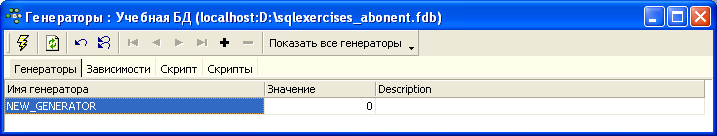 Генераторы : Учебная БД (localhost:D:\sqlexercises_abonent.fdb)
Показать все генераторы
Генераторы Зависимости Скрипт Скрипты
Имя генератора Значение Description
NEW_GENERATOR 0